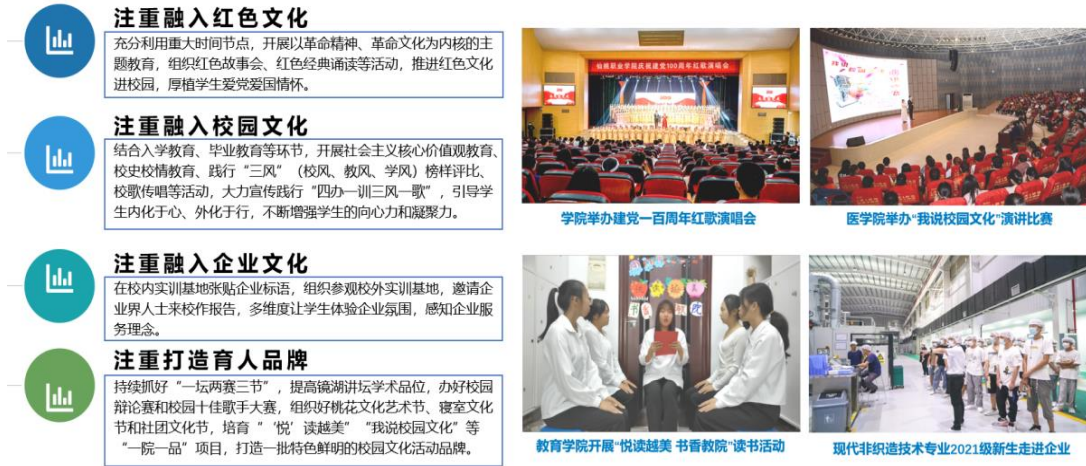 注重融入红色文化
充分利用重大时间节点，开展以革命精神、革命文化为内核的主
题教育，组织红色故事会、红色经典诵读等活动，推进红色文化
进校园，厚植学生爱党爱国情怀。
注重融入校园文化
结合入学教育、毕业教育等环节，开展社会主义核心价值观教育、
校史校情教育、践行“三风”（校风、教风、学风）榜样评比、
校歌传唱等活动，大力宣传践行“四办一训三风一歌”，引导学
生内化于心、外化于行，不断增强学生的向心力和凝聚力。
注重融入企业文化
在校内实训基地张贴企业标语，组织参观校外实训基地，邀请企
业界人士来校作报告，多维度让学生体验企业氛围，感知企业服
务理念。
注重打造育人品牌
持续抓好“一坛两赛三节”，提高镜湖讲坛学术品位，办好校园
辩论赛和校园十佳歌手大赛，组织好桃花文化艺术节、寝室文化
节和社团文化节，培育“‘悦’读越美”“我说校园文化”等
“一院一品”项目，打造一批特色鲜明的校园文化活动品牌。
仙桃职业学院庆祝建党100周年红歌演唱会
学院举办建党一百周年红歌演唱会
医学院举办“我说校园文化”演讲比赛
教育学院开展“悦读越美 书香教院”读书活动
现代非织造技术专业2021级新生走进企业